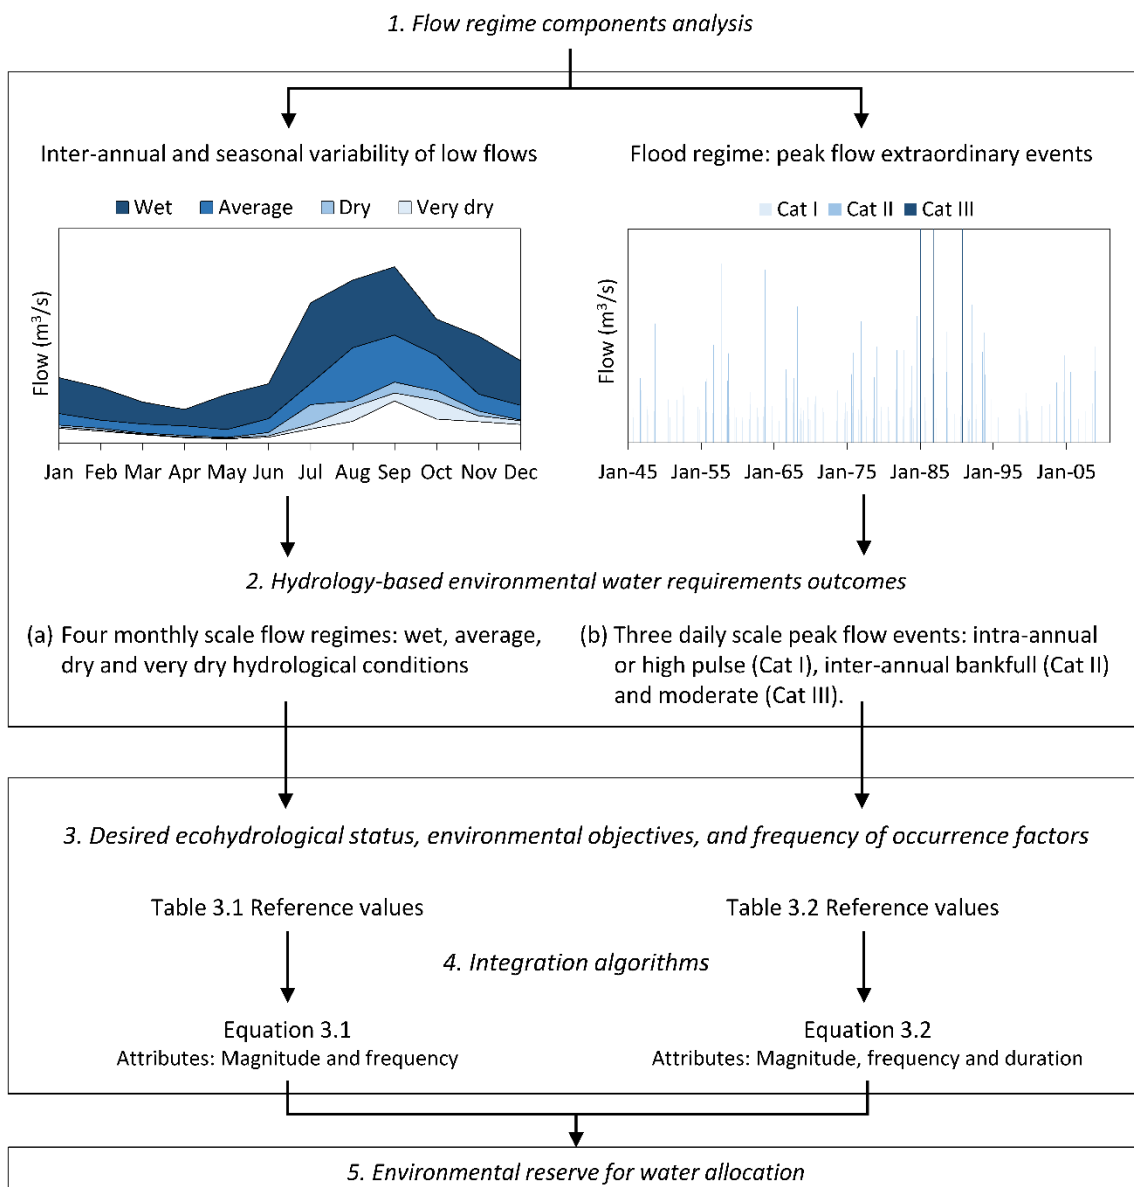 1. Flow regime components analysis
Inter-annual and seasonal variability of low flows
Wet Average Dry Very dry
Flow (m³/s)
Jan Feb Mar Apr May Jun Jul Aug Sep Oct Nov Dec
Flood regime: peak flow extraordinary events
Cat I Cat II Cat III
Flow (m³/s)
Jan-45 Jan-55 Jan-65 Jan-75 Jan-85 Jan-95 Jan-05
2. Hydrology-based environmental water requirements outcomes
(a) Four monthly scale flow regimes: wet, average,
dry and very dry hydrological conditions
(b) Three daily scale peak flow events: intra-annual
or high pulse (Cat I), inter-annual bankfull (Cat II)
and moderate (Cat III).
3. Desired ecohydrological status, environmental objectives, and frequency of occurrence factors
Table 3.1 Reference values
Table 3.2 Reference values
4. Integration algorithms
Equation 3.1
Attributes: Magnitude and frequency
Equation 3.2
Attributes: Magnitude, frequency and duration
5. Environmental reserve for water allocation